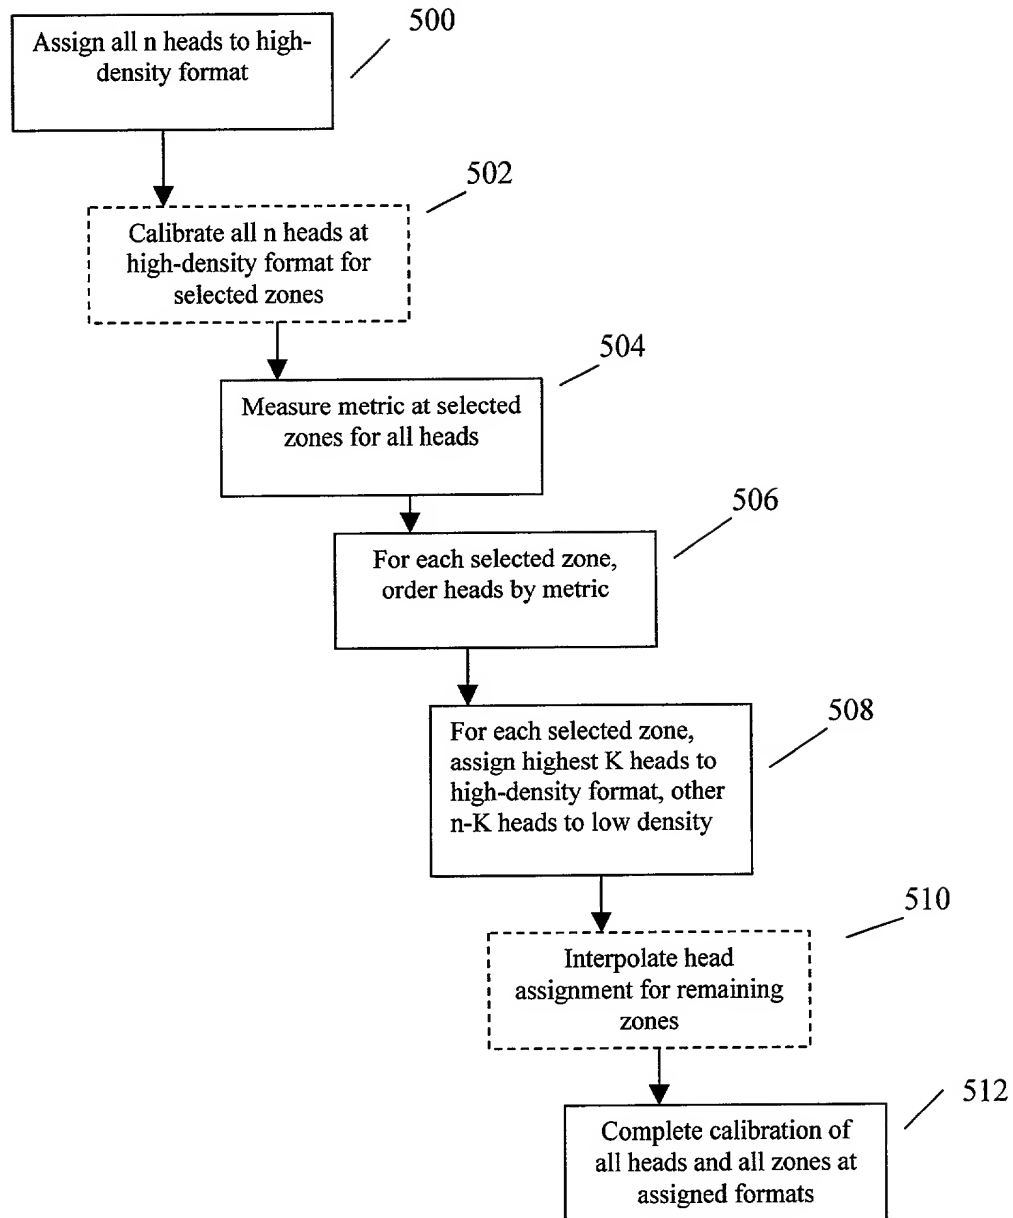 500
Assign all n heads to high-
density format
502
Calibrate all n heads at
high-density format for
selected zones
504
Measure metric at selected
zones for all heads
506
For each selected zone,
order heads by metric
508
For each selected zone,
assign highest K heads to
high-density format, other
n-K heads to low density
510
Interpolate head
assignment for remaining
zones
512
Complete calibration of
all heads and all zones at
assigned formats